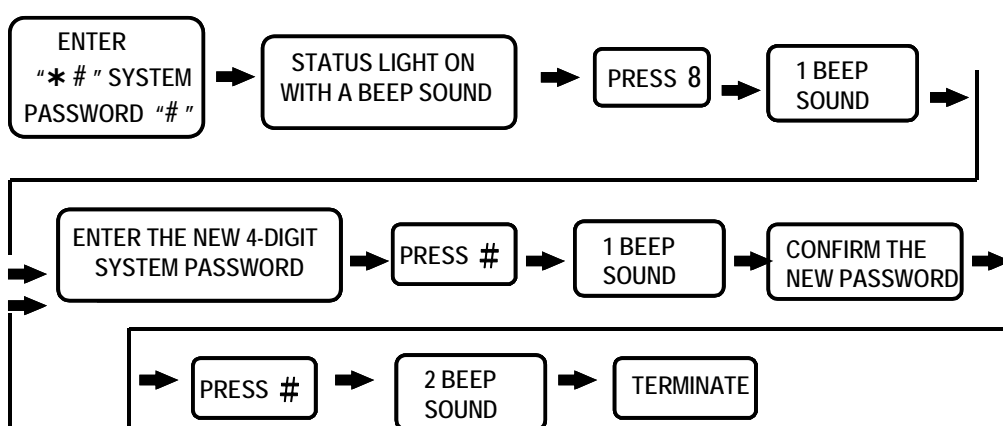 ENTER
“* # ” SYSTEM
PASSWORD “# ”
STATUS LIGHT ON
WITH A BEEP SOUND
PRESS 8
1 BEEP
SOUND
ENTER THE NEW 4-DIGIT
SYSTEM PASSWORD
PRESS #
1 BEEP
SOUND
CONFIRM THE
NEW PASSWORD
PRESS #
2 BEEP
SOUND
TERMINATE